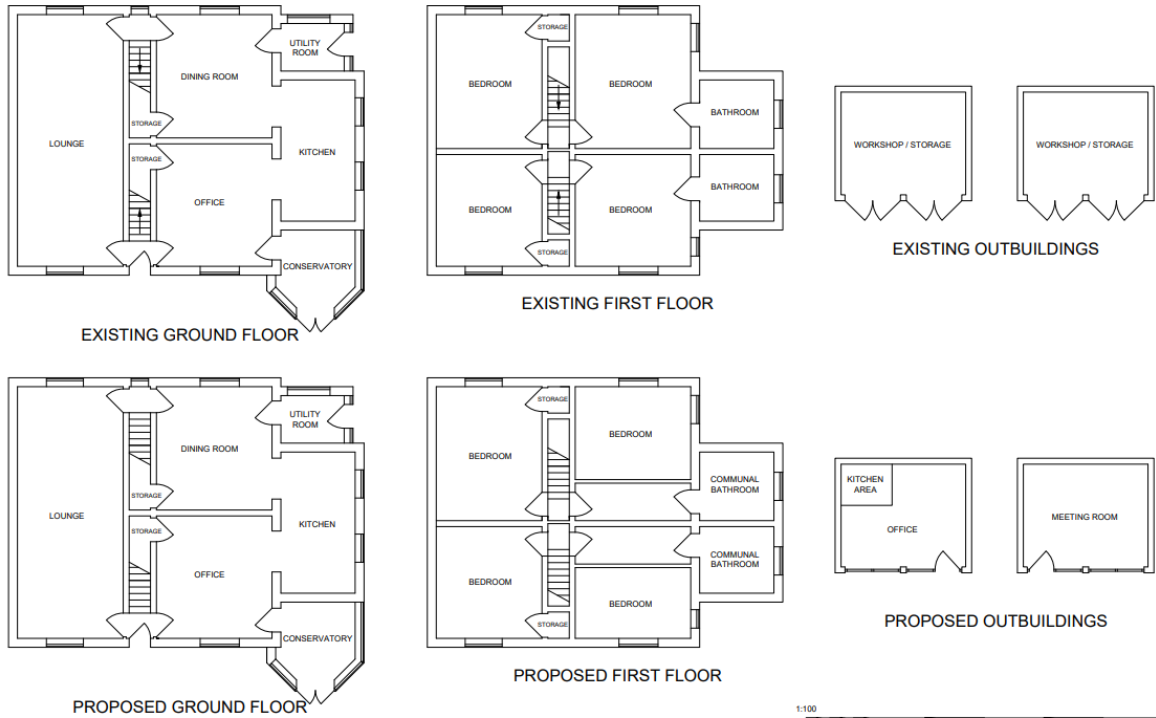 UTILITY
ROOM
DINING ROOM
STORAGE
LOUNGE
STORAGE
KITCHEN
OFFICE
CONSERVATORY
EXISTING GROUND FLOOR
STORAGE
BEDROOM
BEDROOM
BATHROOM
BATHROOM
BEDROOM
BEDROOM
STORAGE
EXISTING FIRST FLOOR
WORKSHOP / STORAGE
WORKSHOP / STORAGE
EXISTING OUTBUILDINGS
UTILITY
ROOM
DINING ROOM
STORAGE
LOUNGE
STORAGE
KITCHEN
OFFICE
CONSERVATORY
PROPOSED GROUND FLOOR
STORAGE
BEDROOM
BEDROOM
COMMUNAL
BATHROOM
COMMUNAL
BATHROOM
BEDROOM
BEDROOM
STORAGE
PROPOSED FIRST FLOOR
KITCHEN
AREA
OFFICE
MEETING ROOM
PROPOSED OUTBUILDINGS
1:100